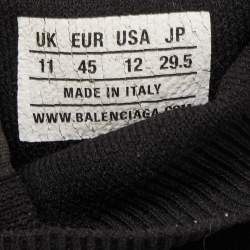 UK EUR USA JP
11 45 12 29.5
MADE IN ITALY
WWW.BALENCIAGA.COM